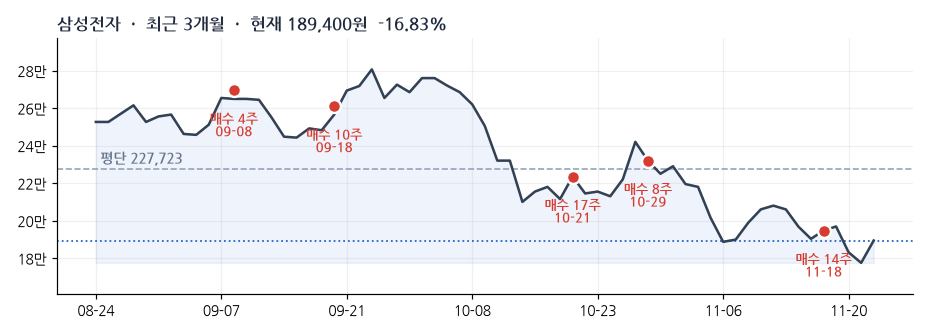 삼성전자 · 최근 3개월 · 현재 189,400원 -16.83%
28만
26만
24만
22만
20만
18만
평단 227,723
매수 4주
09-08
매수 10주
09-18
매수 17주
10-21
매수 8주
10-29
매수 14주
11-18
08-24
09-07
09-21
10-08
10-23
11-06
11-20